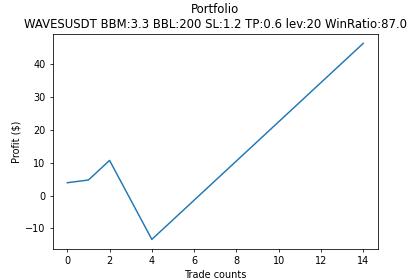 Portfolio
WAVESUSDT BBM:3.3 BBL:200 SL:1.2 TP:0.6 lev:20 WinRatio:87.0
40
30
20
10
0
−10
Profit ($)
0 2 4 6 8 10 12 14
Trade counts